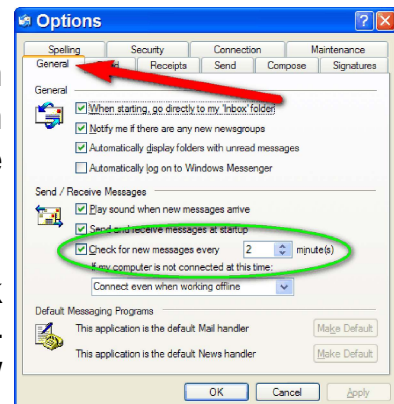 Options
Spelling Security Connection Maintenance
General Receipts Send Compose Signatures
General
When starting, go directly to my 'Inbox' folder
Notify me if there are any new newsgroups
Automatically display folders with unread messages
Automatically log on to Windows Messenger
Send / Receive Messages
Play sound when new messages arrive
Send and receive messages at startup
Check for new messages every 2 minute(s)
If my computer is not connected at this time:
Connect even when working offline
Default Messaging Programs
This application is the default Mail handler Make Default
This application is the default News handler Make Default
OK Cancel Apply